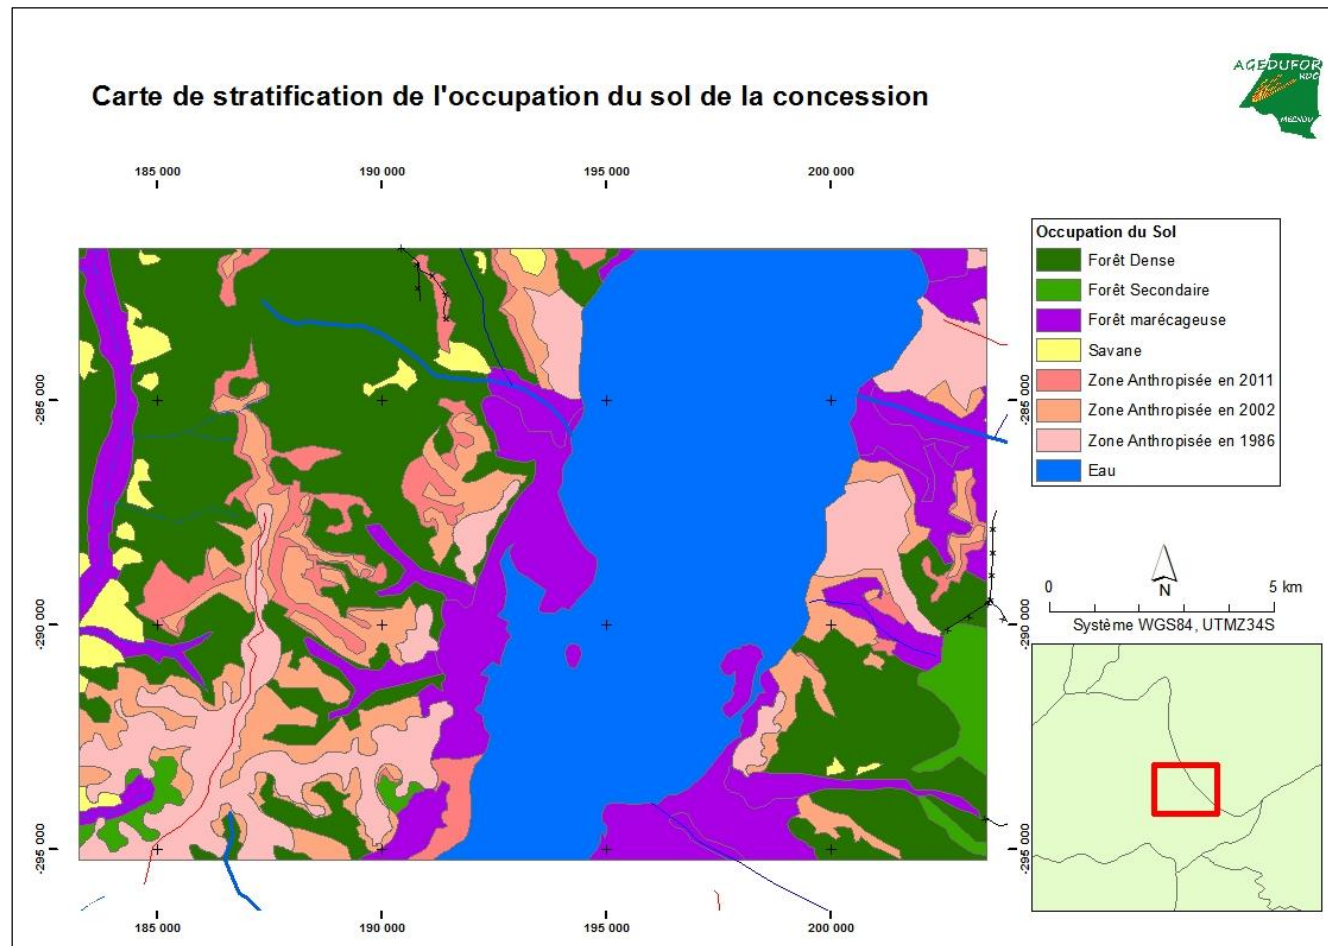 AGEDUFOR
RDC
MECNDV
Carte de stratification de l'occupation du sol de la concession
185 000 190 000 195 000 200 000
Occupation du Sol
Forêt Dense
Forêt Secondaire
Forêt marécageuse
Savane
Zone Anthropisée en 2011
Zone Anthropisée en 2002
Zone Anthropisée en 1986
Eau
-285 000 -285 000
-290 000 -290 000
-295 000 -295 000
N
0 5 km
Système WGS84, UTMZ34S
185 000 190 000 195 000 200 000